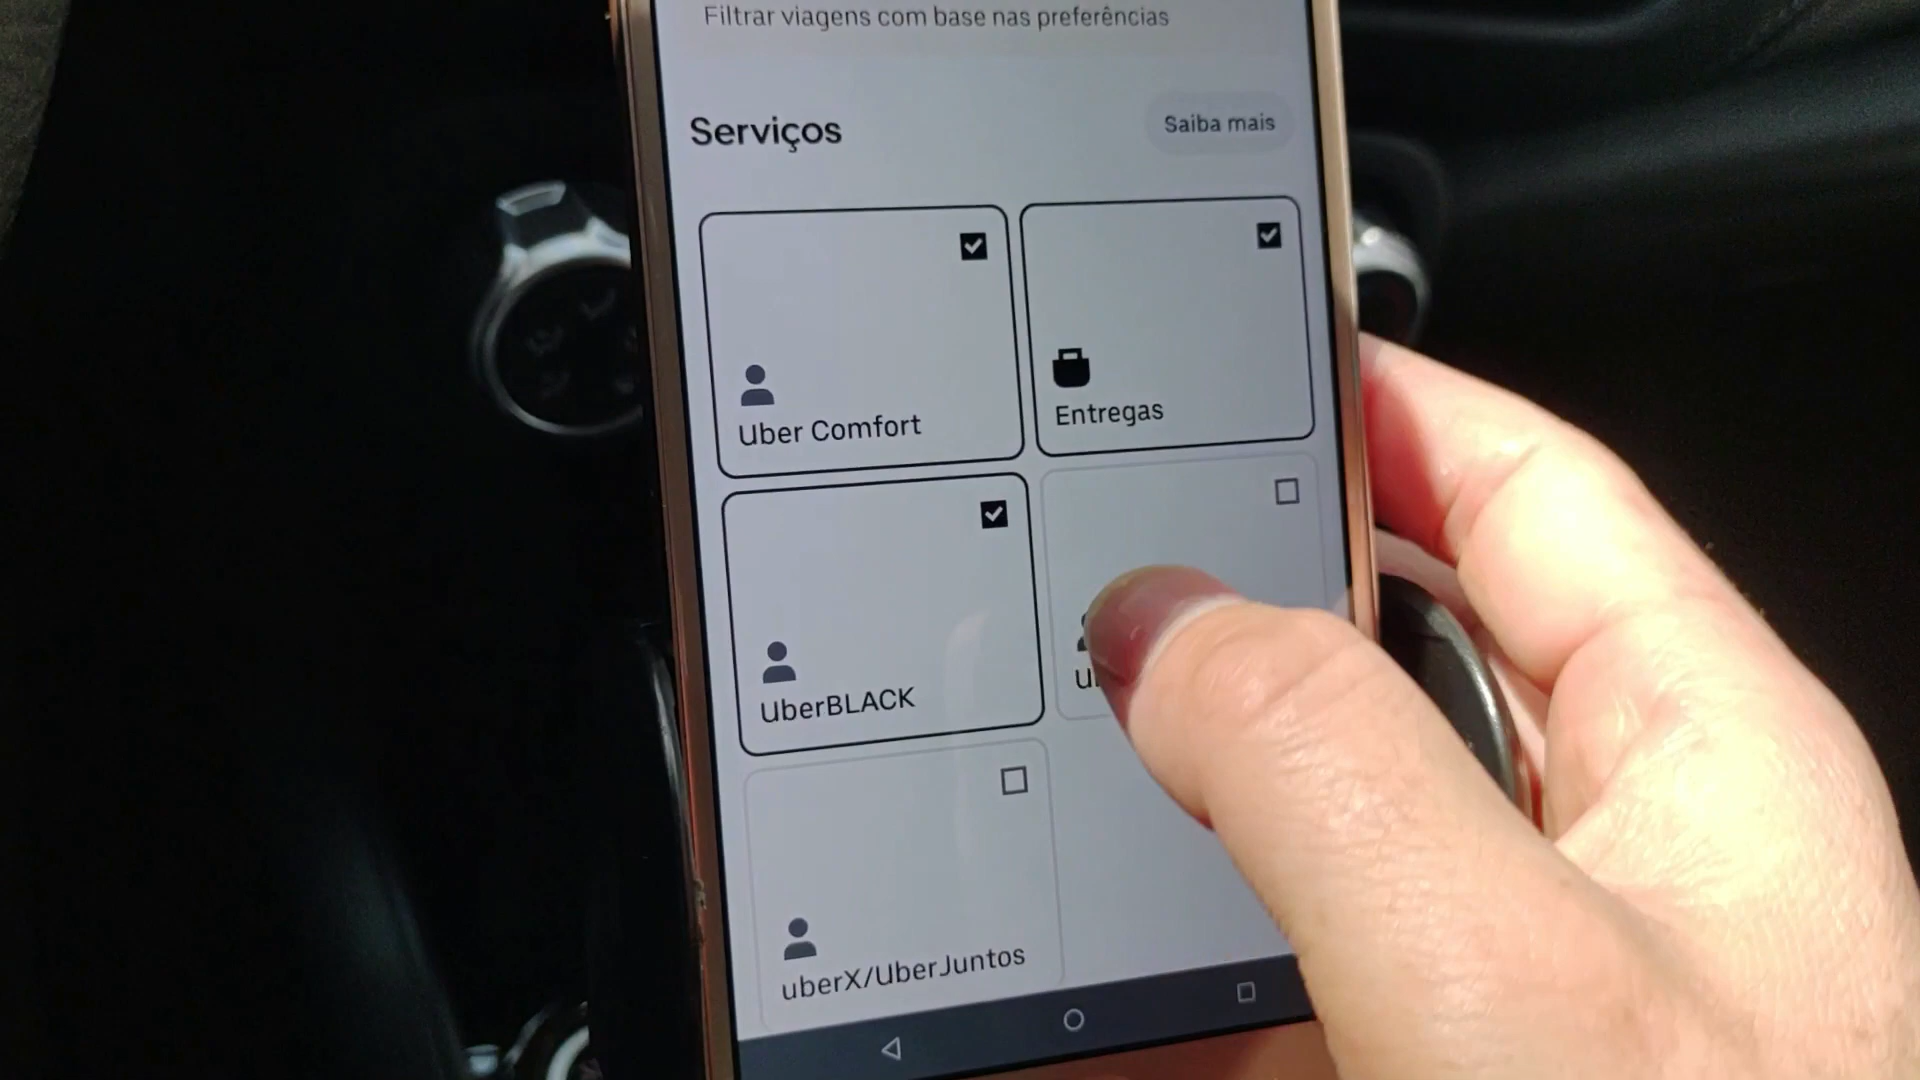 Filtrar viagens com base nas preferências
Serviços
Saiba mais
Uber Comfort
Entregas
UberBLACK
uberX/UberJuntos